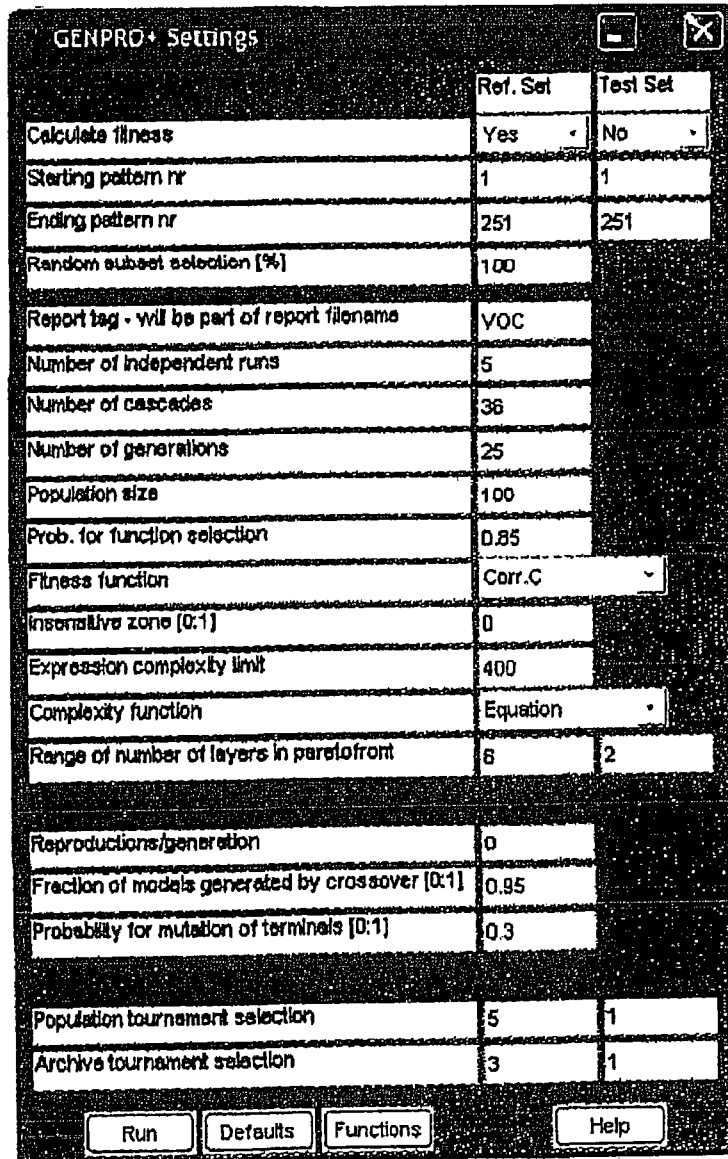 GENPRO+ Settings
Ref. Set Test Set
Calculate fitness Yes No
Starting pattern nr 1 1
Ending pattern nr 251 251
Random subset selection [%] 100
Report tag - will be part of report filename VOC
Number of independent runs 5
Number of cascades 36
Number of generations 25
Population size 100
Prob. for function selection 0.85
Fitness function Corr.C
Insensitive zone [0:1] 0
Expression complexity limit 400
Complexity function Equation
Range of number of layers in paretofront 6 2
Reproductions/generation 0
Fraction of models generated by crossover [0:1] 0.95
Probability for mutation of terminals [0:1] 0.3
Population tournament selection 5 1
Archive tournament selection 3 1
Run Defaults Functions Help